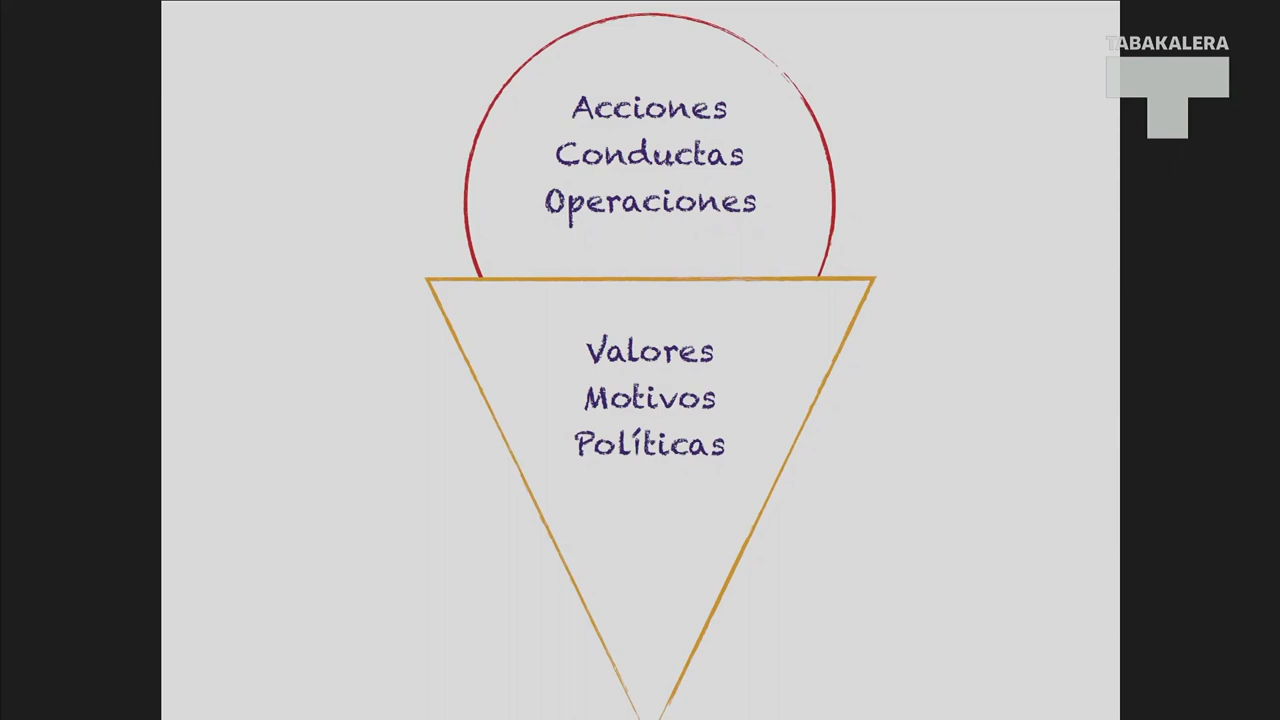 TABAKALERA
Acciones
Conductas
Operaciones
Valores
Motivos
Políticas